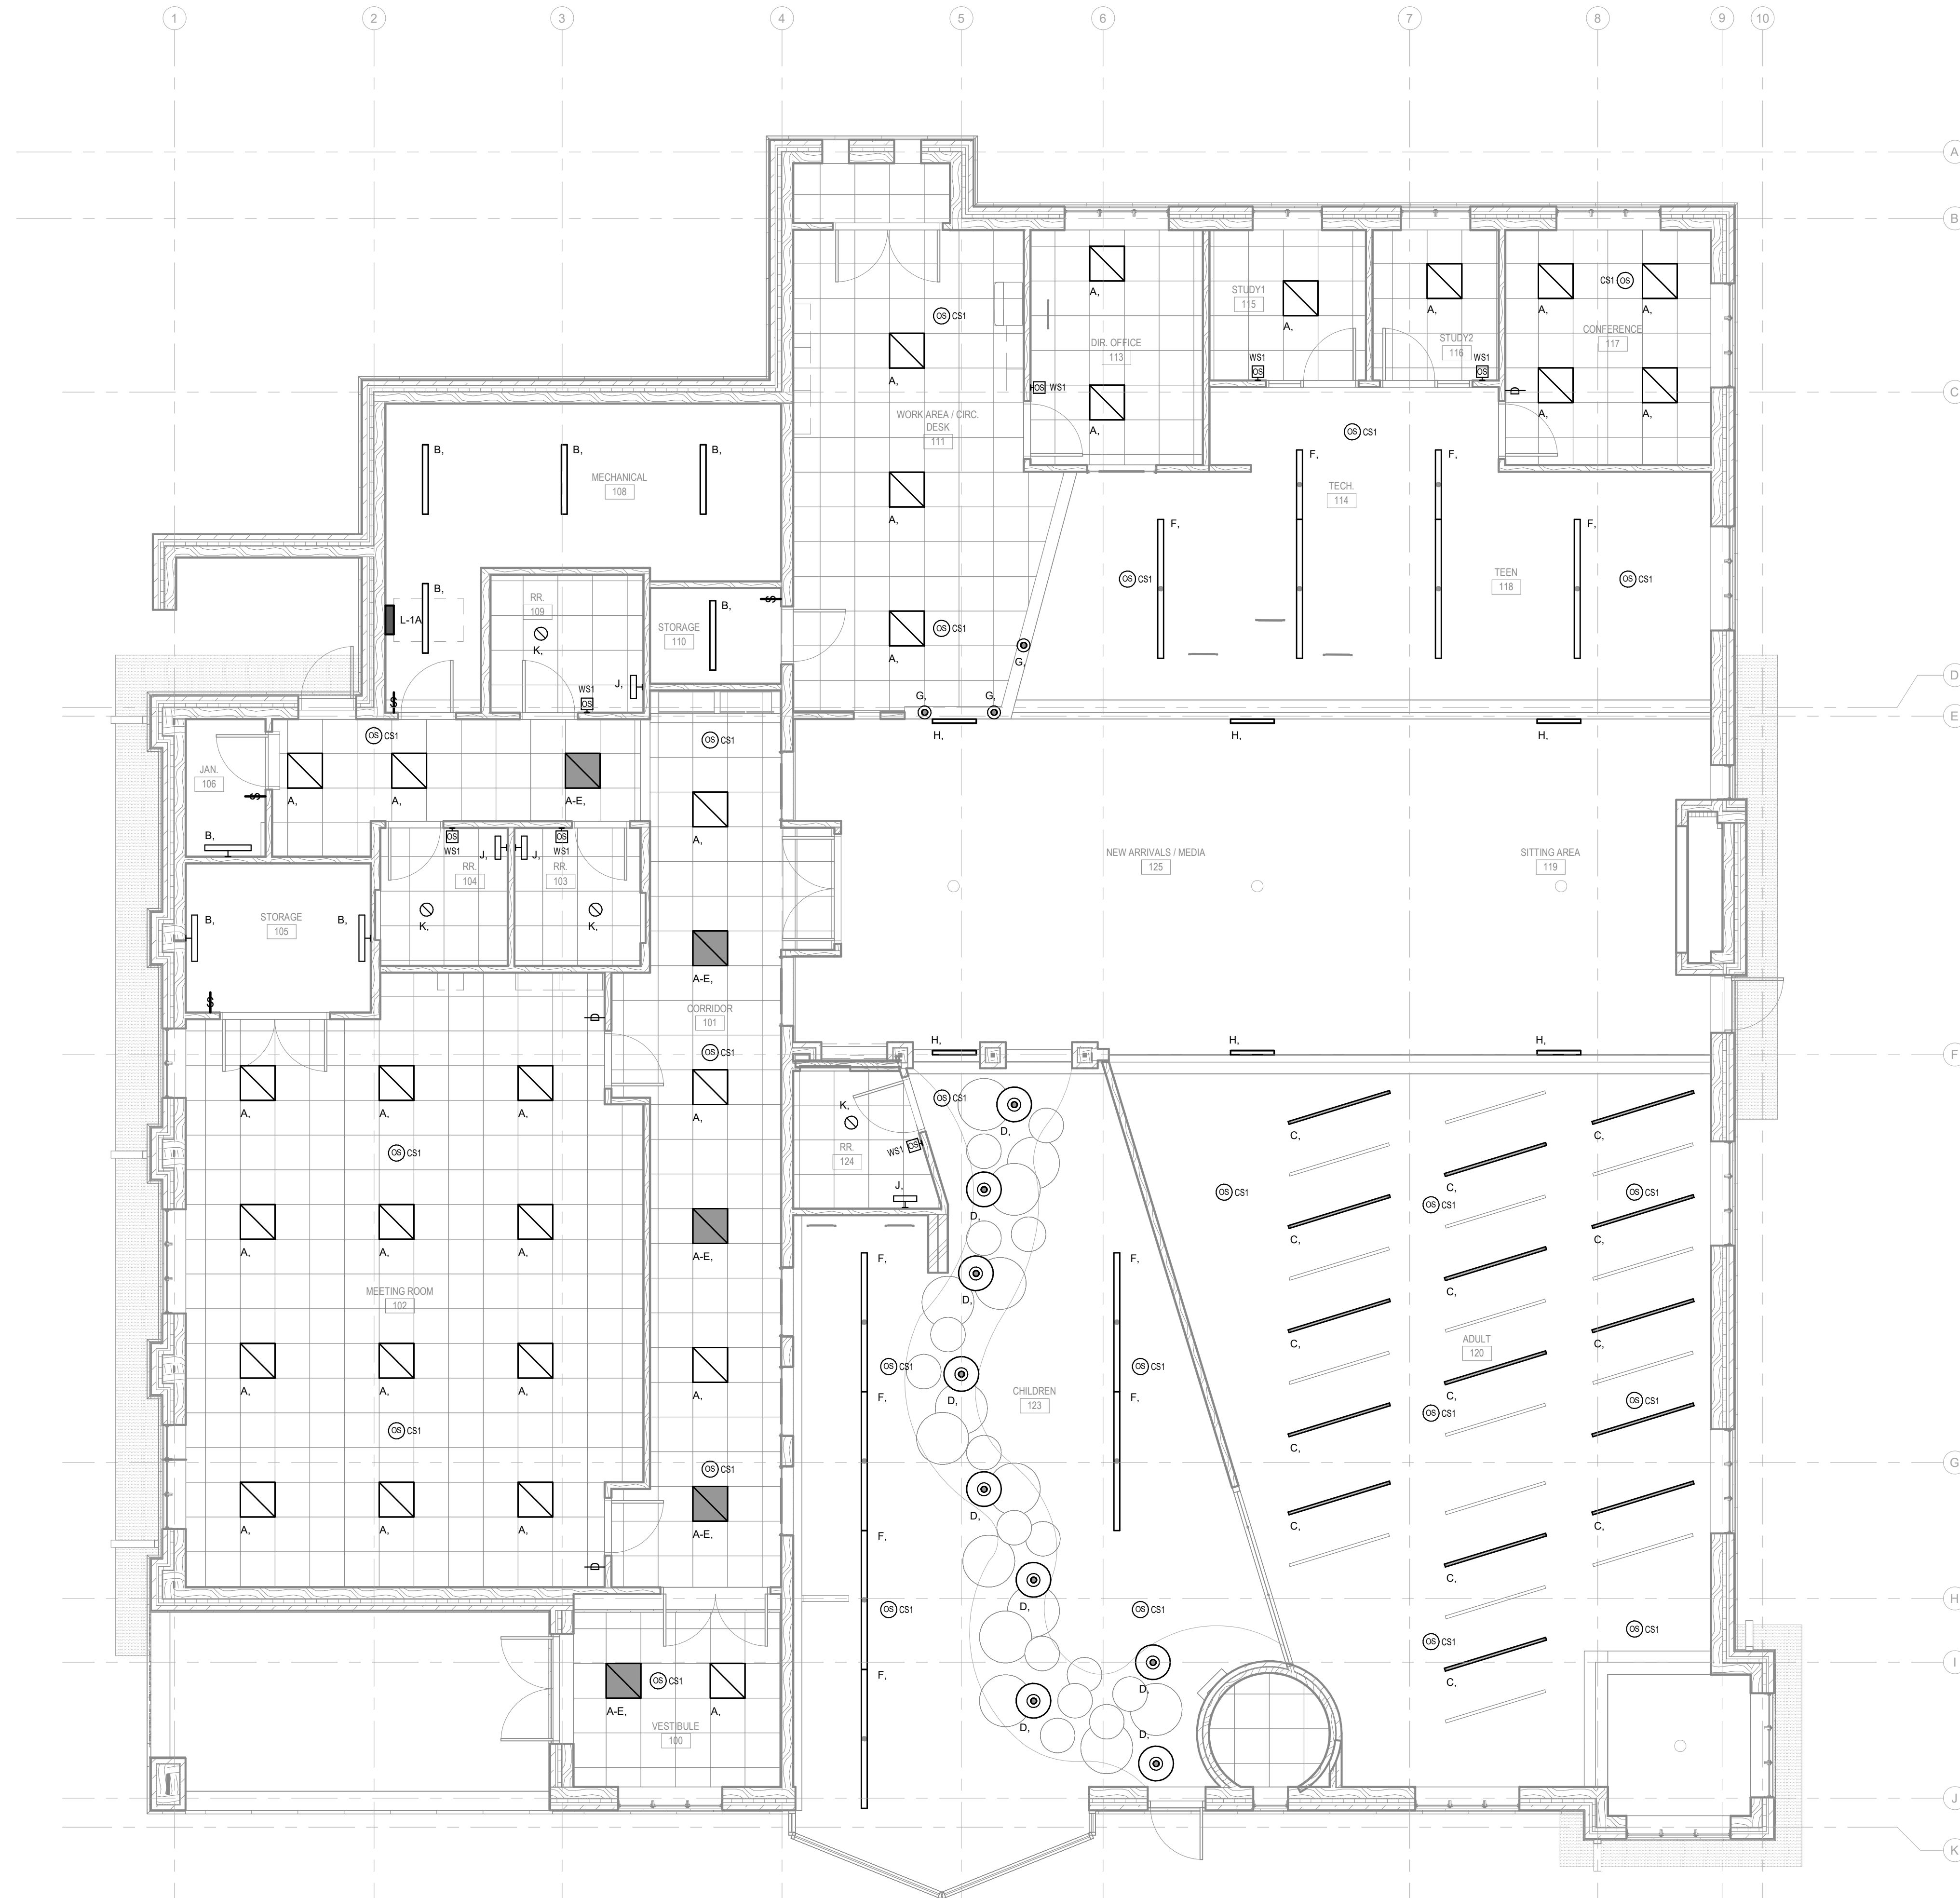 1 2 3 4 5 6 7 8 9 10
A
B
A,
STUDY1
115
A,
A,
CS1 OS
A,
A,
OS CS1
A,
CONFERENCE
117
DIR. OFFICE
113
STUDY2
116
WS1
OS
WS1
OS
OS WS1
A,
D
A,
A,
C
WORK AREA / CIRC.
DESK
111
OS CS1
B,
B,
B,
MECHANICAL
108
A,
F,
F,
TECH.
114
F,
F,
OS CS1
TEEN
118
OS CS1
B,
L-1A
RR.
109
K,
S
B,
STORAGE
110
OS CS1
A,
G,
J,
WS1
OS
S
G,
G,
D
E
OS CS1
OS CS1
H,
H,
H,
JAN.
106
S
A,
A,
A-E,
A,
B,
OS
WS1
OS
WS1
J,
J,
RR.
104
RR.
103
K,
K,
NEW ARRIVALS / MEDIA
125
SITTING AREA
119
B,
STORAGE
105
B,
S
A-E,
CORRIDOR
101
D
OS CS1
H,
H,
H,
F
A,
A,
A,
A,
OS CS1
K,
RR.
124
WS1 OS
J,
OS CS1
D,
D,
C,
C,
C,
OS CS1
OS CS1
OS CS1
A,
A,
A,
A-E,
C,
C,
C,
MEETING ROOM
102
F,
D,
F,
C,
C,
ADULT
120
A,
A,
A,
A,
OS CS1
D,
OS CS1
CHILDREN
123
F,
F,
C,
OS CS1
OS CS1
OS CS1
C,
C,
OS CS1
G
A,
A,
A,
A-E,
D,
F,
C,
C,
D
C,
H
OS CS1
D,
OS CS1
OS CS1
OS CS1
I
A-E,
OS CS1
A,
VESTIBULE
100
F,
D,
D,
D,
C,
J
K